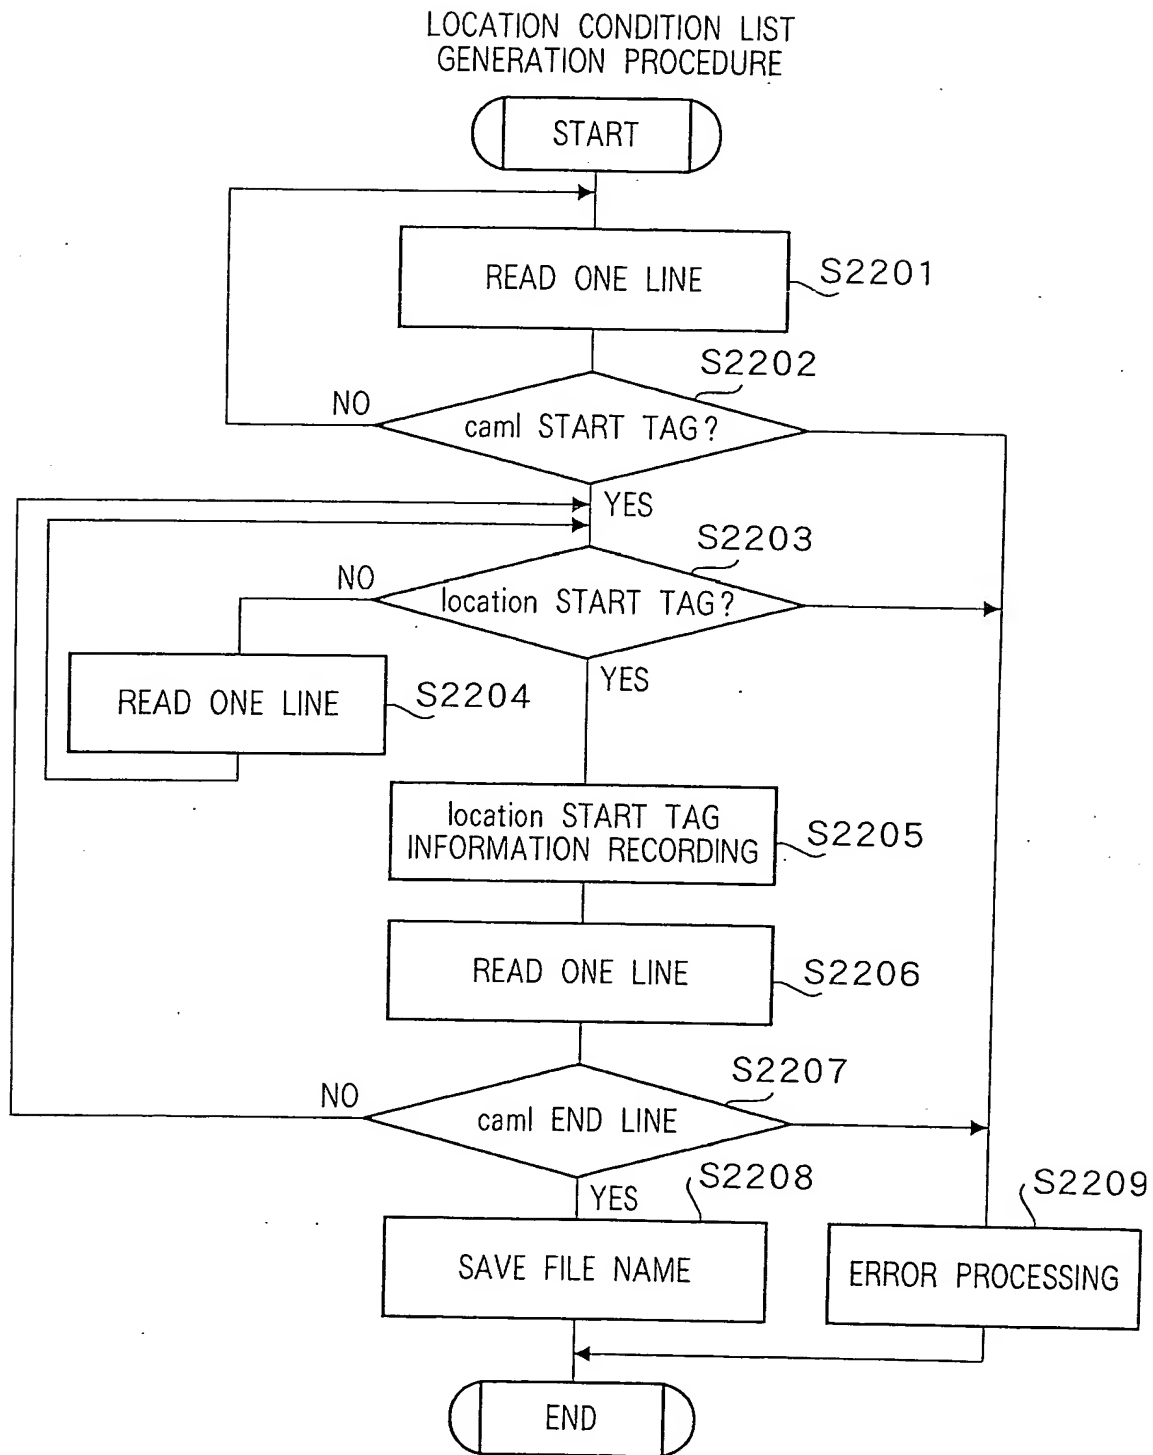 LOCATION CONDITION LIST
GENERATION PROCEDURE
START
READ ONE LINE
S2201
S2202
NO
caml START TAG?
YES
S2203
NO
location START TAG?
YES
READ ONE LINE
S2204
location START TAG
INFORMATION RECORDING
S2205
READ ONE LINE
S2206
S2207
NO
caml END LINE
YES
S2208
S2209
SAVE FILE NAME
ERROR PROCESSING
END